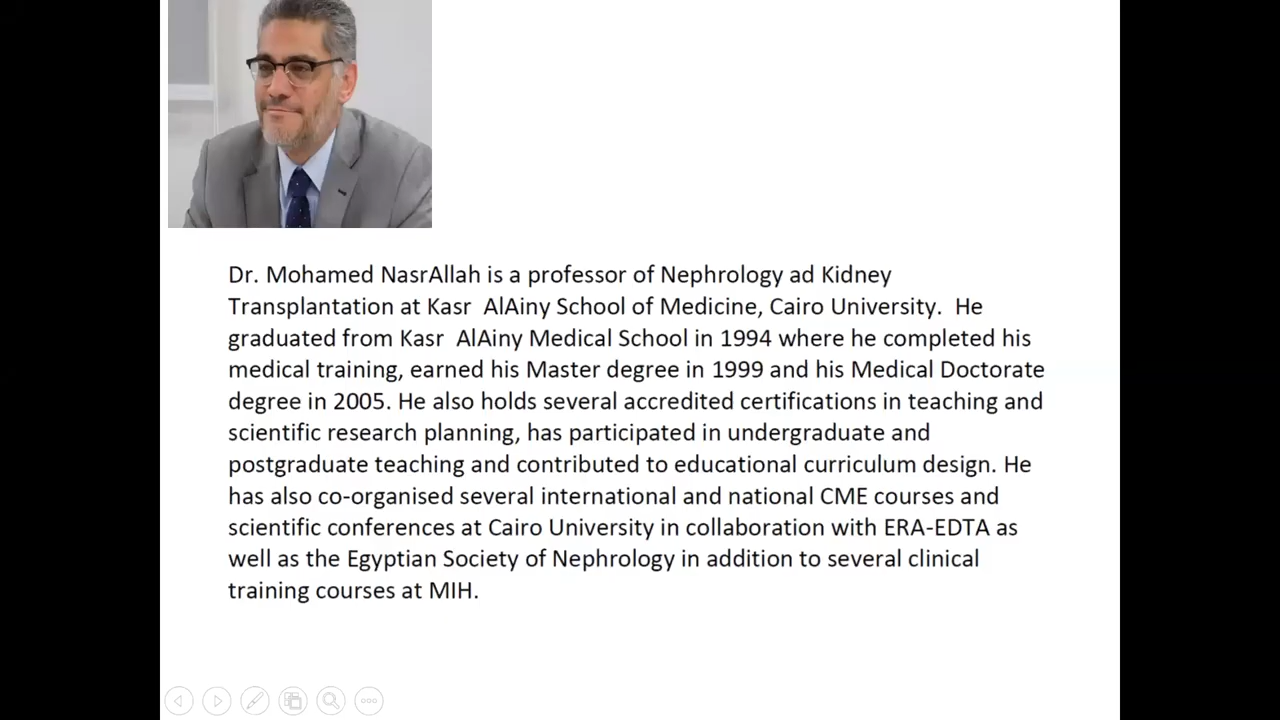 Dr. Mohamed NasrAllah is a professor of Nephrology ad Kidney
Transplantation at Kasr  AlAiny School of Medicine, Cairo University.  He
graduated from Kasr  AlAiny Medical School in 1994 where he completed his
medical training, earned his Master degree in 1999 and his Medical Doctorate
degree in 2005. He also holds several accredited certifications in teaching and
scientific research planning, has participated in undergraduate and
postgraduate teaching and contributed to educational curriculum design. He
has also co-organised several international and national CME courses and
scientific conferences at Cairo University in collaboration with ERA-EDTA as
well as the Egyptian Society of Nephrology in addition to several clinical
training courses at MIH.